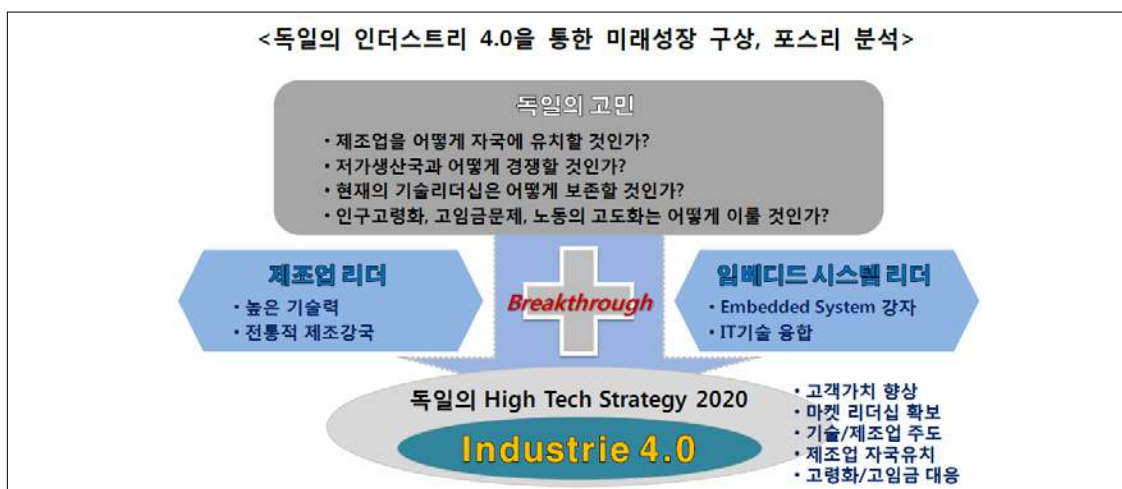 <독일의 인더스트리 4.0을 통한 미래성장 구상, 포스리 분석>
독일의 고민
• 제조업을 어떻게 자국에 유치할 것인가?
• 저가생산국과 어떻게 경쟁할 것인가?
• 현재의 기술리더십은 어떻게 보존할 것인가?
• 인구고령화, 고임금문제, 노동의 고도화는 어떻게 이룰 것인가?
제조업 리더
• 높은 기술력
• 전통적 제조강국
Breakthrough
임베디드 시스템 리더
• Embedded System 강자
• IT기술 융합
독일의 High Tech Strategy 2020
Industrie 4.0
• 고객가치 향상
• 마켓 리더십 확보
• 기술/제조업 주도
• 제조업 자국유치
• 고령화/고임금 대응